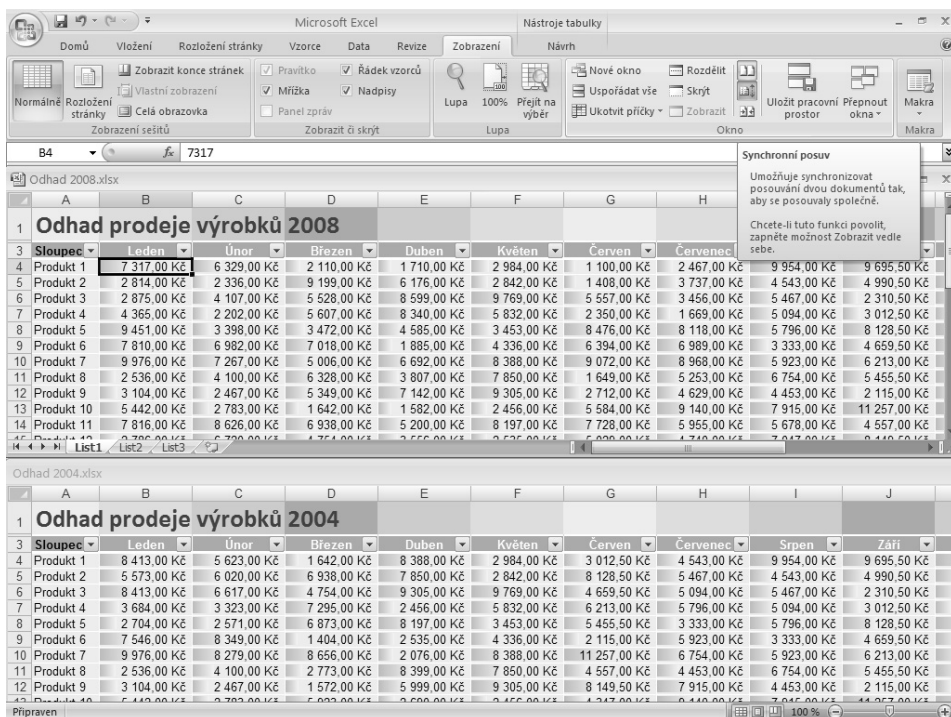 Microsoft Excel
Nástroje tabulky
Domů Vložení Rozložení stránky Vzorce Data Revize Zobrazení Návrh
Zobrazit konce stránek Pravítko Řádek vzorců Nové okno Rozdělit
Vlastní zobrazení Mřížka Nadpisy Uspořádat vše Skrýt
Normálně Rozložení stránky Celá obrazovka Panel zpráv Lupa 100% Přejít na výběr Ukotvit příčky Zobrazit Uložit pracovní prostor Přepnout okna Makra
Zobrazení sešitů Zobrazit či skrýt Lupa Okno Makra
B4 fx 7317
Synchronní posuv
Umožňuje synchronizovat
posouvání dvou dokumentů tak,
aby se posouvaly společně.
Chcete-li tuto funkci povolit,
zapněte možnost Zobrazit vedle
sebe.
Odhad 2008.xlsx
A B C D E F G H
1 Odhad prodeje výrobků 2008
3 Sloupec Leden Únor Březen Duben Květen Červen Červenec
4 Produkt 1 7 317,00 Kč 6 329,00 Kč 2 110,00 Kč 1 710,00 Kč 2 984,00 Kč 1 100,00 Kč 2 467,00 Kč 9 954,00 Kč 9 695,50 Kč
5 Produkt 2 2 814,00 Kč 2 336,00 Kč 9 199,00 Kč 6 176,00 Kč 2 842,00 Kč 1 408,00 Kč 3 737,00 Kč 4 543,00 Kč 4 990,50 Kč
6 Produkt 3 2 875,00 Kč 4 107,00 Kč 5 528,00 Kč 8 599,00 Kč 9 769,00 Kč 5 557,00 Kč 3 456,00 Kč 5 467,00 Kč 2 310,50 Kč
7 Produkt 4 4 365,00 Kč 2 202,00 Kč 5 607,00 Kč 8 340,00 Kč 5 832,00 Kč 2 350,00 Kč 1 669,00 Kč 5 094,00 Kč 3 012,50 Kč
8 Produkt 5 9 451,00 Kč 3 398,00 Kč 3 472,00 Kč 4 585,00 Kč 3 453,00 Kč 8 476,00 Kč 8 118,00 Kč 5 796,00 Kč 8 128,50 Kč
9 Produkt 6 7 810,00 Kč 6 982,00 Kč 7 018,00 Kč 1 885,00 Kč 4 336,00 Kč 6 394,00 Kč 6 989,00 Kč 3 333,00 Kč 4 659,50 Kč
10 Produkt 7 9 976,00 Kč 7 267,00 Kč 5 006,00 Kč 6 692,00 Kč 8 388,00 Kč 9 072,00 Kč 8 968,00 Kč 5 923,00 Kč 6 213,00 Kč
11 Produkt 8 2 536,00 Kč 4 100,00 Kč 6 328,00 Kč 3 807,00 Kč 7 850,00 Kč 1 649,00 Kč 5 253,00 Kč 6 754,00 Kč 5 455,50 Kč
12 Produkt 9 3 104,00 Kč 2 467,00 Kč 5 349,00 Kč 7 142,00 Kč 9 305,00 Kč 2 712,00 Kč 4 629,00 Kč 4 453,00 Kč 2 115,00 Kč
13 Produkt 10 5 442,00 Kč 2 783,00 Kč 1 642,00 Kč 1 582,00 Kč 2 456,00 Kč 5 584,00 Kč 9 140,00 Kč 7 915,00 Kč 11 257,00 Kč
14 Produkt 11 7 816,00 Kč 8 626,00 Kč 6 938,00 Kč 5 200,00 Kč 8 197,00 Kč 7 728,00 Kč 5 955,00 Kč 5 678,00 Kč 4 557,00 Kč
List1 List2 List3
Odhad 2004.xlsx
A B C D E F G H I J
1 Odhad prodeje výrobků 2004
3 Sloupec Leden Únor Březen Duben Květen Červen Červenec Srpen Září
4 Produkt 1 8 413,00 Kč 5 623,00 Kč 1 642,00 Kč 8 388,00 Kč 2 984,00 Kč 3 012,50 Kč 4 543,00 Kč 9 954,00 Kč 9 695,50 Kč
5 Produkt 2 5 573,00 Kč 6 020,00 Kč 6 938,00 Kč 7 850,00 Kč 2 842,00 Kč 8 128,50 Kč 5 467,00 Kč 4 543,00 Kč 4 990,50 Kč
6 Produkt 3 8 413,00 Kč 6 617,00 Kč 4 754,00 Kč 9 305,00 Kč 9 769,00 Kč 4 659,50 Kč 5 094,00 Kč 5 467,00 Kč 2 310,50 Kč
7 Produkt 4 3 684,00 Kč 3 323,00 Kč 7 295,00 Kč 2 456,00 Kč 5 832,00 Kč 6 213,00 Kč 5 796,00 Kč 5 094,00 Kč 3 012,50 Kč
8 Produkt 5 2 704,00 Kč 2 571,00 Kč 6 873,00 Kč 8 197,00 Kč 3 453,00 Kč 5 455,50 Kč 3 333,00 Kč 5 796,00 Kč 8 128,50 Kč
9 Produkt 6 7 546,00 Kč 8 349,00 Kč 1 404,00 Kč 2 535,00 Kč 4 336,00 Kč 2 115,00 Kč 5 923,00 Kč 3 333,00 Kč 4 659,50 Kč
10 Produkt 7 9 976,00 Kč 8 279,00 Kč 8 656,00 Kč 2 076,00 Kč 8 388,00 Kč 11 257,00 Kč 6 754,00 Kč 5 923,00 Kč 6 213,00 Kč
11 Produkt 8 2 536,00 Kč 4 100,00 Kč 2 773,00 Kč 8 399,00 Kč 7 850,00 Kč 4 557,00 Kč 4 453,00 Kč 6 754,00 Kč 5 455,50 Kč
12 Produkt 9 3 104,00 Kč 2 467,00 Kč 1 572,00 Kč 5 999,00 Kč 9 305,00 Kč 8 149,50 Kč 7 915,00 Kč 4 453,00 Kč 2 115,00 Kč
Připraven 100 %